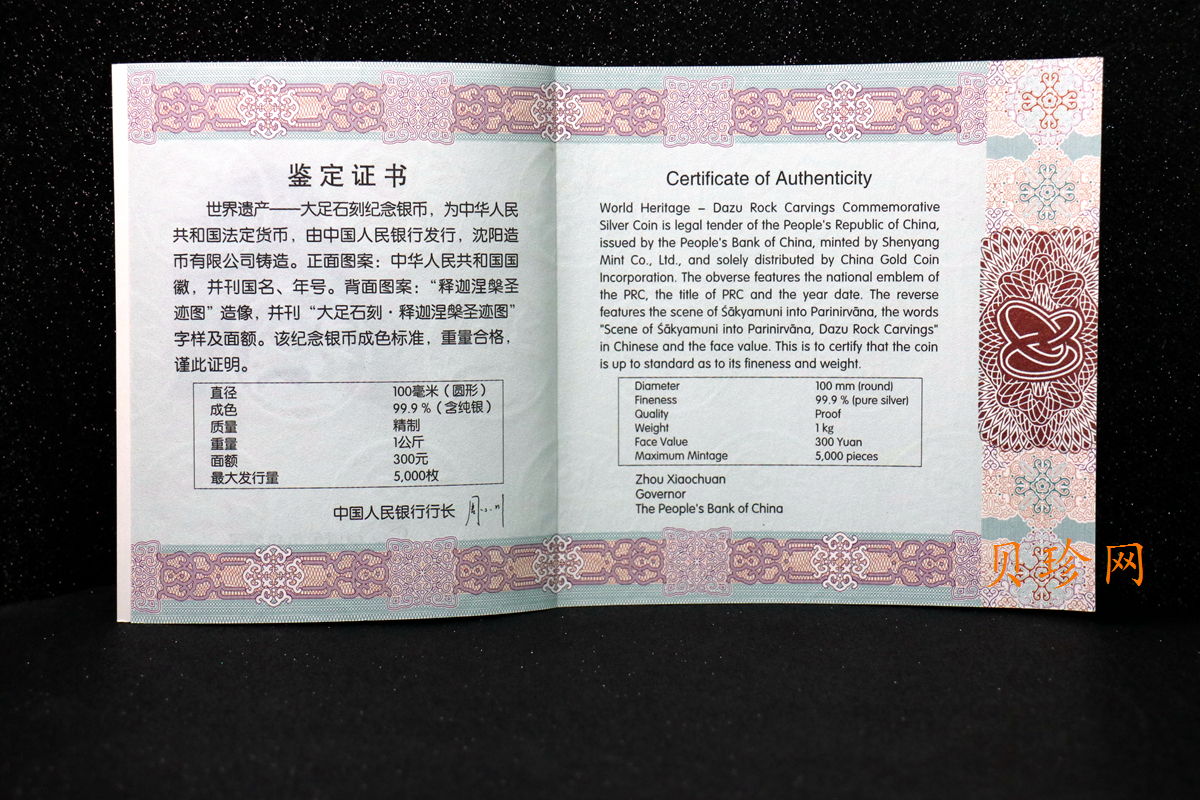 鉴定证书
世界遗产——大足石刻纪念银币，为中华人民
共和国法定货币，由中国人民银行发行，沈阳造
币有限公司铸造。正面图案：中华人民共和国国
徽，并刊国名、年号。背面图案：“释迦涅槃圣
迹图”造像，并刊“大足石刻·释迦涅槃圣迹图”
字样及面额。该纪念银币成色标准，重量合格，
谨此证明。
直径 100毫米（圆形）
成色 99.9 %（含纯银）
质量 精制
重量 1公斤
面额 300元
最大发行量 5,000枚
中国人民银行行长
Certificate of Authenticity
World Heritage – Dazu Rock Carvings Commemorative
Silver Coin is legal tender of the People's Republic of China,
issued by the People's Bank of China, minted by Shenyang
Mint Co., Ltd., and solely distributed by China Gold Coin
Incorporation. The obverse features the national emblem of
the PRC, the title of PRC and the year date. The reverse
features the scene of Śākyamuni into Parinirvāna, the words
"Scene of Śākyamuni into Parinirvāna, Dazu Rock Carvings"
in Chinese and the face value. This is to certify that the coin
is up to standard as to its fineness and weight.
Diameter 100 mm (round)
Fineness 99.9 % (pure silver)
Quality Proof
Weight 1 kg
Face Value 300 Yuan
Maximum Mintage 5,000 pieces
Zhou Xiaochuan
Governor
The People's Bank of China
贝珍网